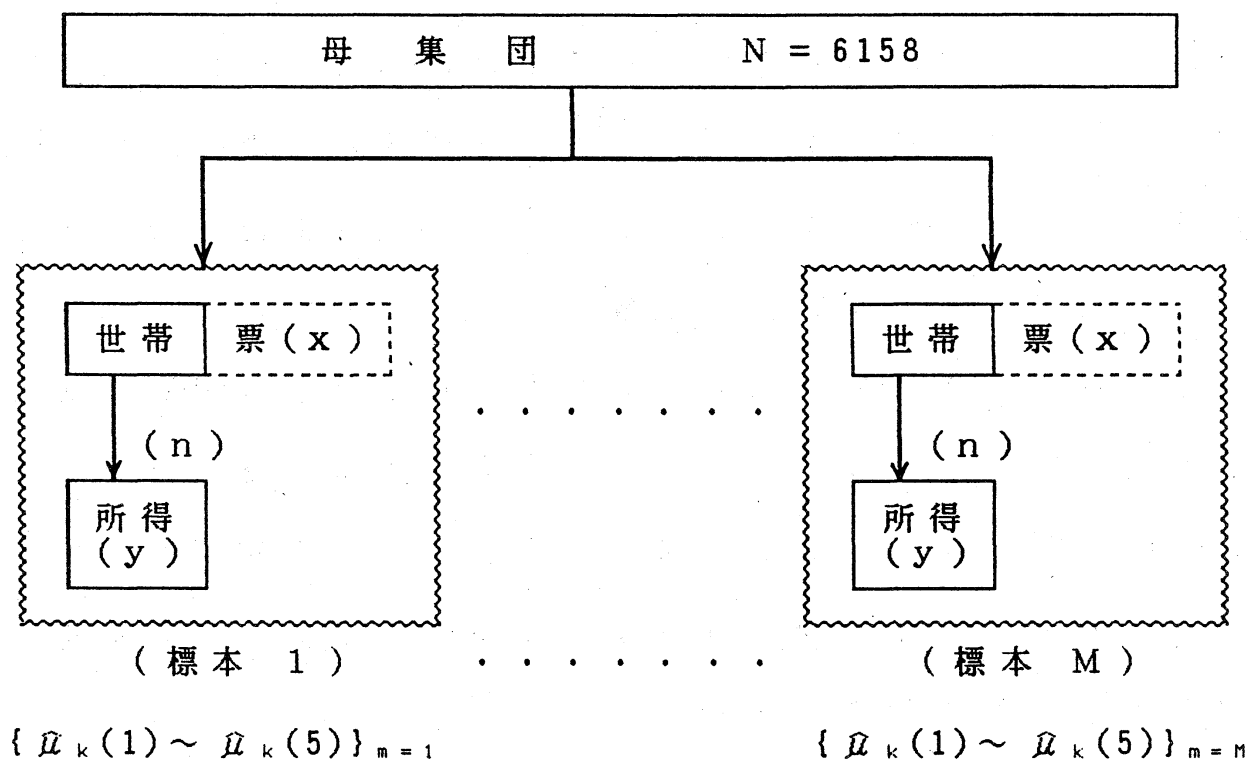 母 集 団 N = 6158
世 帯 票 ( x ) 世 帯 票 ( x )
. . . . . . .
( n ) ( n )
所 得 所 得
( y ) ( y )
( 標 本 1 ) . . . . . . . ( 標 本 M )
{ μ̂ k (1) ~ μ̂ k (5) } m = 1 { μ̂ k (1) ~ μ̂ k (5) } m = M